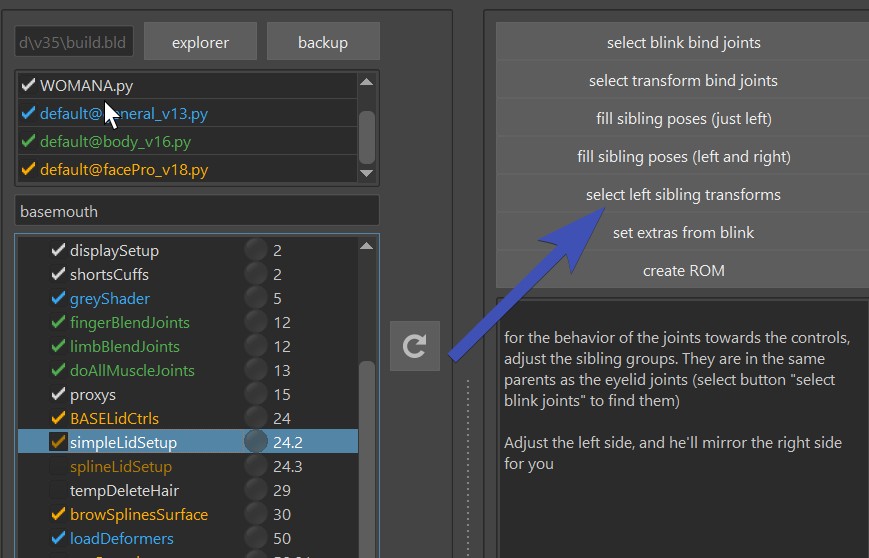 d\v35\build.bld
explorer
backup
WOMANA.py
default@general_v13.py
default@body_v16.py
default@facePro_v18.py
basemouth
displaySetup 2
shortsCuffs 2
greyShader 5
fingerBlendJoints 12
limbBlendJoints 12
doAllMuscleJoints 13
proxys 15
BASELidCtrls 24
simpleLidSetup 24.2
splineLidSetup 24.3
tempDeleteHair 29
browSplinesSurface 30
loadDeformers 50
select blink bind joints
select transform bind joints
fill sibling poses (just left)
fill sibling poses (left and right)
select left sibling transforms
set extras from blink
create ROM
for the behavior of the joints towards the controls,
adjust the sibling groups. They are in the same
parents as the eyelid joints (select button "select
blink joints" to find them)
Adjust the left side, and he'll mirror the right side
for you